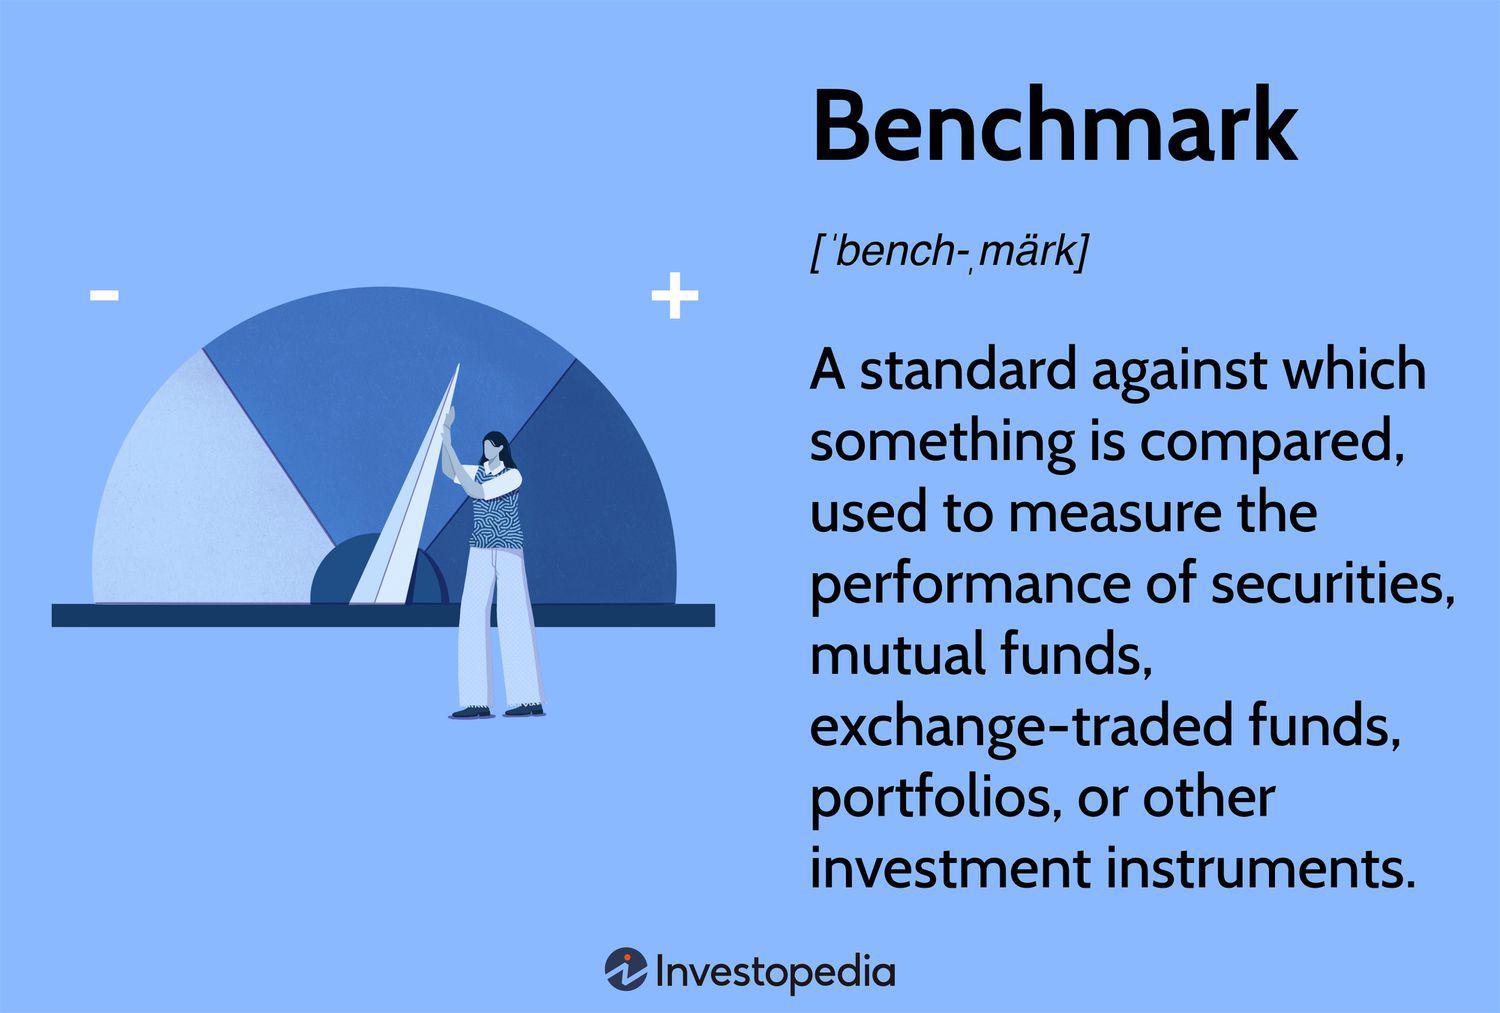 Benchmark
[ˈbench-ˌmärk]
A standard against which
something is compared,
used to measure the
performance of securities,
mutual funds,
exchange-traded funds,
portfolios, or other
investment instruments.
- +
Investopedia